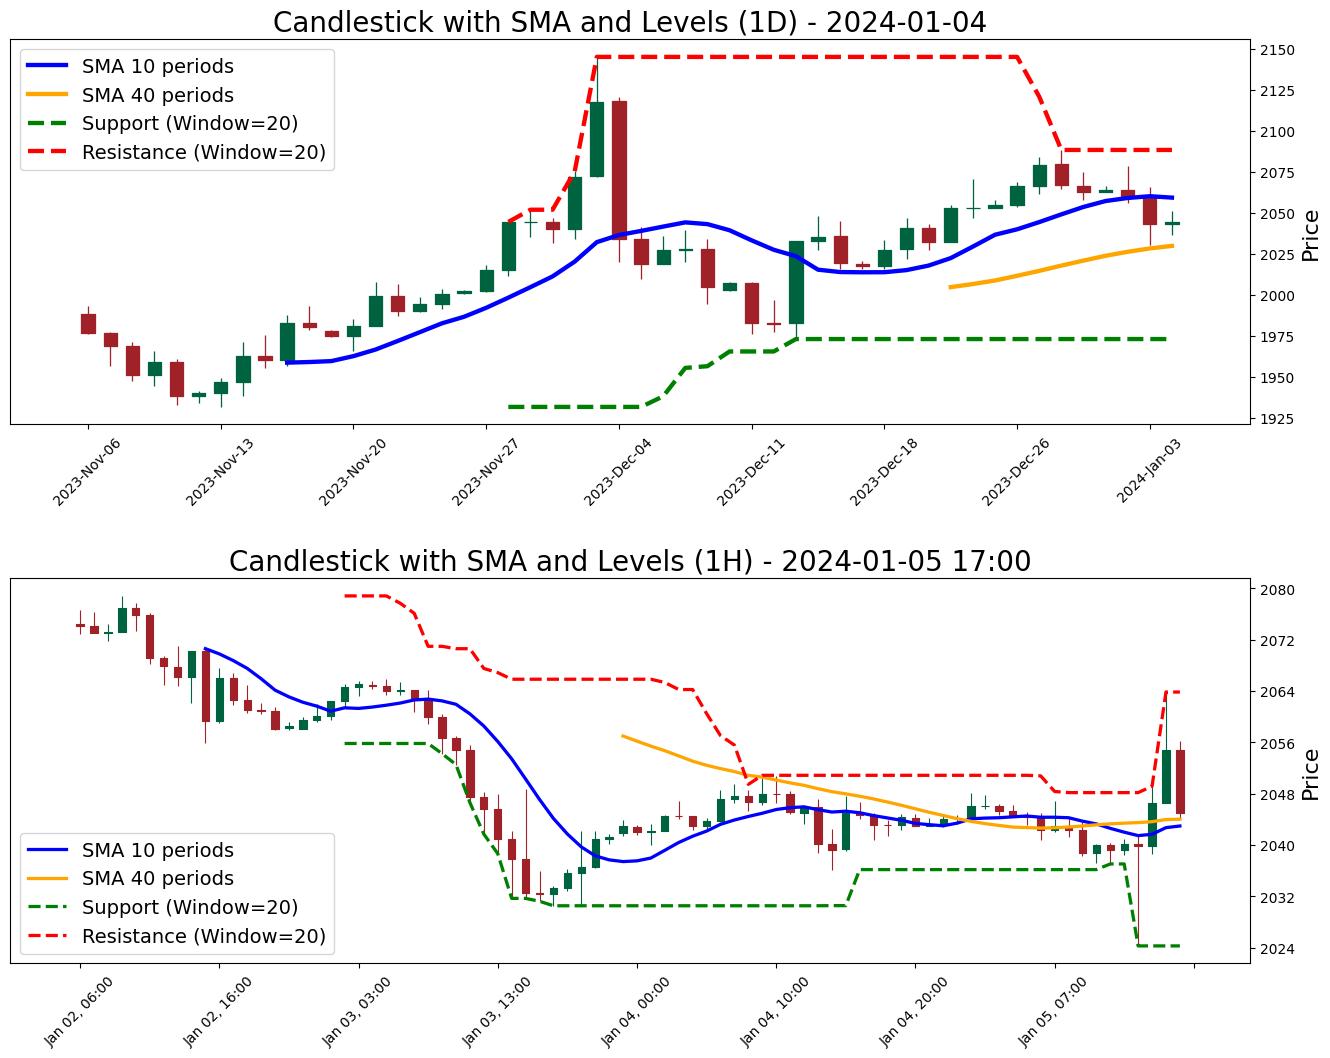 Candlestick with SMA and Levels (1D) - 2024-01-04
SMA 10 periods
SMA 40 periods
Support (Window=20)
Resistance (Window=20)
2150
2125
2100
2075
2050
2025
2000
1975
1950
1925
Price
2023-Nov-06
2023-Nov-13
2023-Nov-20
2023-Nov-27
2023-Dec-04
2023-Dec-11
2023-Dec-18
2023-Dec-26
2024-Jan-03
Candlestick with SMA and Levels (1H) - 2024-01-05 17:00
2080
2072
2064
2056
2048
2040
2032
2024
Price
SMA 10 periods
SMA 40 periods
Support (Window=20)
Resistance (Window=20)
Jan 02, 06:00
Jan 02, 16:00
Jan 03, 03:00
Jan 03, 13:00
Jan 04, 00:00
Jan 04, 10:00
Jan 04, 20:00
Jan 05, 07:00